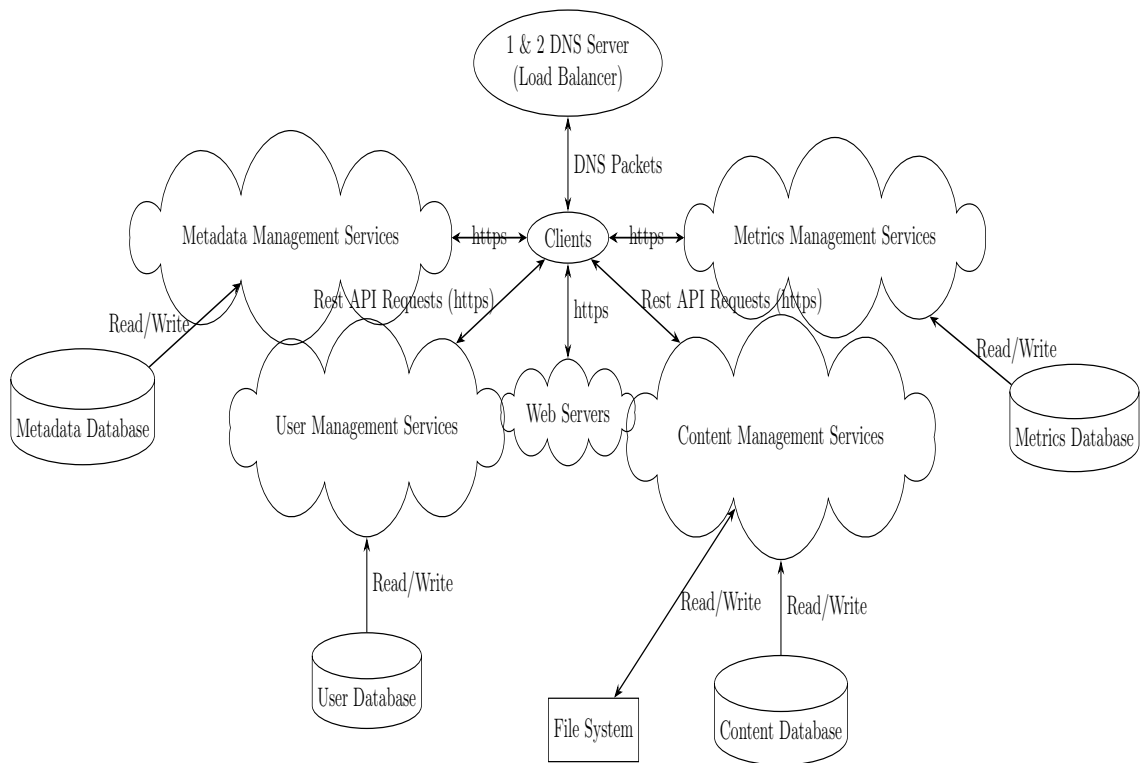 1 & 2 DNS Server
(Load Balancer)
DNS Packets
Metadata Management Services
https
Clients
https
Metrics Management Services
Rest API Requests (https)
https
Rest API Requests (https)
Read/Write
Read/Write
Metadata Database
User Management Services
Web Servers
Content Management Services
Metrics Database
Read/Write
Read/Write
Read/Write
User Database
File System
Content Database